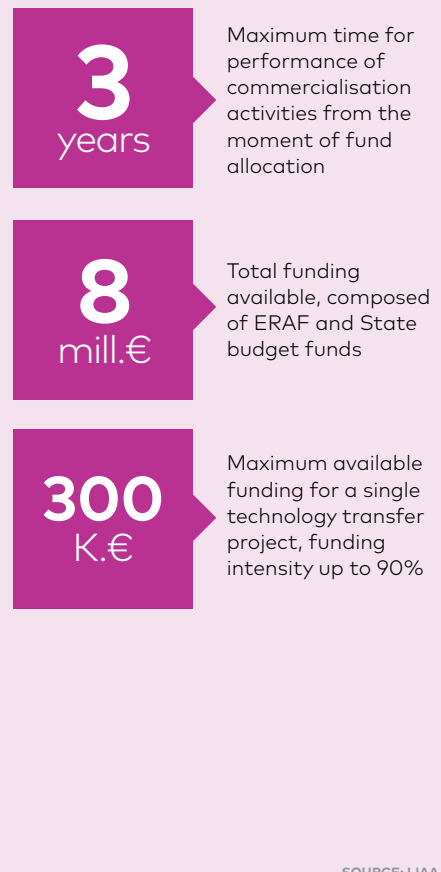 3
years
Maximum time for
performance of
commercialisation
activities from the
moment of fund
allocation
8
mill.€
Total funding
available, composed
of ERAF and State
budget funds
300
K.€
Maximum available
funding for a single
technology transfer
project, funding
intensity up to 90%
SOURCE: LIAA